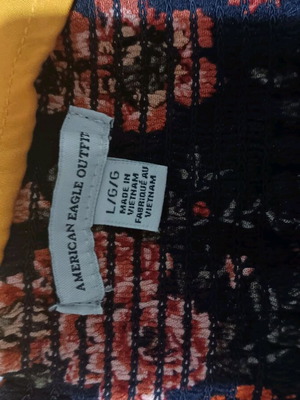 AMERICAN EAGLE OUTFIT
L/G/G
MADE IN
VIETNAM
FABRIQUÉ AU
VIETNAM